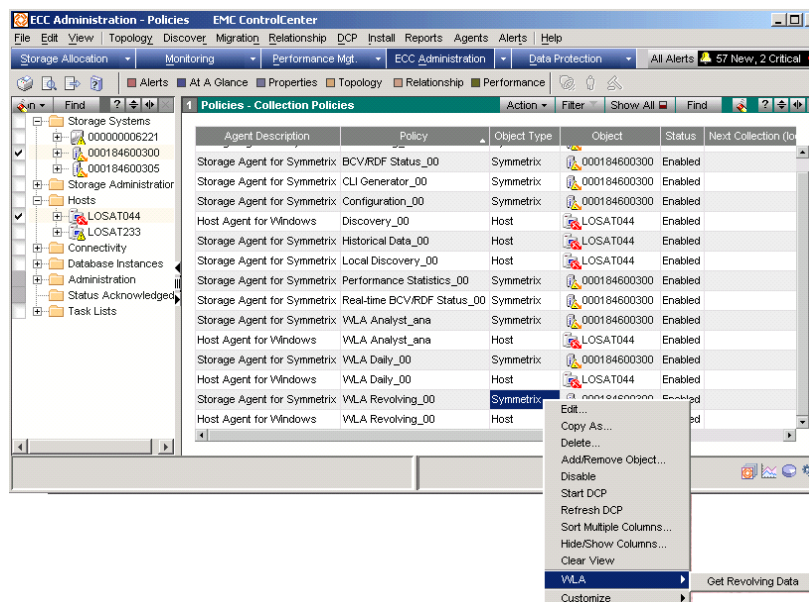 ECC Administration - Policies EMC ControlCenter
File Edit View Topology Discover Migration Relationship DCP Install Reports Agents Alerts Help
Storage Allocation Monitoring Performance Mgt. ECC Administration Data Protection All Alerts 57 New, 2 Critical
Alerts At A Glance Properties Topology Relationship Performance
Find ?
1 Policies - Collection Policies Action Filter Show All Find ?
Storage Systems
000000006221
000184600300
000184600305
Storage Administration
Hosts
LOSAT044
LOSAT233
Connectivity
Database Instances
Administration
Status Acknowledged
Task Lists
Agent Description Policy Object Type Object Status Next Collection (loc
Storage Agent for Symmetrix BCV/RDF Status_00 Symmetrix 000184600300 Enabled
Storage Agent for Symmetrix CLI Generator_00 Symmetrix 000184600300 Enabled
Storage Agent for Symmetrix Configuration_00 Symmetrix 000184600300 Enabled
Host Agent for Windows Discovery_00 Host LOSAT044 Enabled
Storage Agent for Symmetrix Historical Data_00 Host LOSAT044 Enabled
Storage Agent for Symmetrix Local Discovery_00 Host LOSAT044 Enabled
Storage Agent for Symmetrix Performance Statistics_00 Symmetrix 000184600300 Enabled
Storage Agent for Symmetrix Real-time BCV/RDF Status_00 Symmetrix 000184600300 Enabled
Storage Agent for Symmetrix WLA Analyst_ana Symmetrix 000184600300 Enabled
Host Agent for Windows WLA Analyst_ana Host LOSAT044 Enabled
Storage Agent for Symmetrix WLA Daily_00 Symmetrix 000184600300 Enabled
Host Agent for Windows WLA Daily_00 Host LOSAT044 Enabled
Storage Agent for Symmetrix WLA Revolving_00 Symmetrix 000184600300 Enabled
Host Agent for Windows WLA Revolving_00 Host
Edit...
Copy As...
Delete...
Add/Remove Object...
Disable
Start DCP
Refresh DCP
Sort Multiple Columns...
Hide/Show Columns...
Clear View
WLA Get Revolving Data
Customize